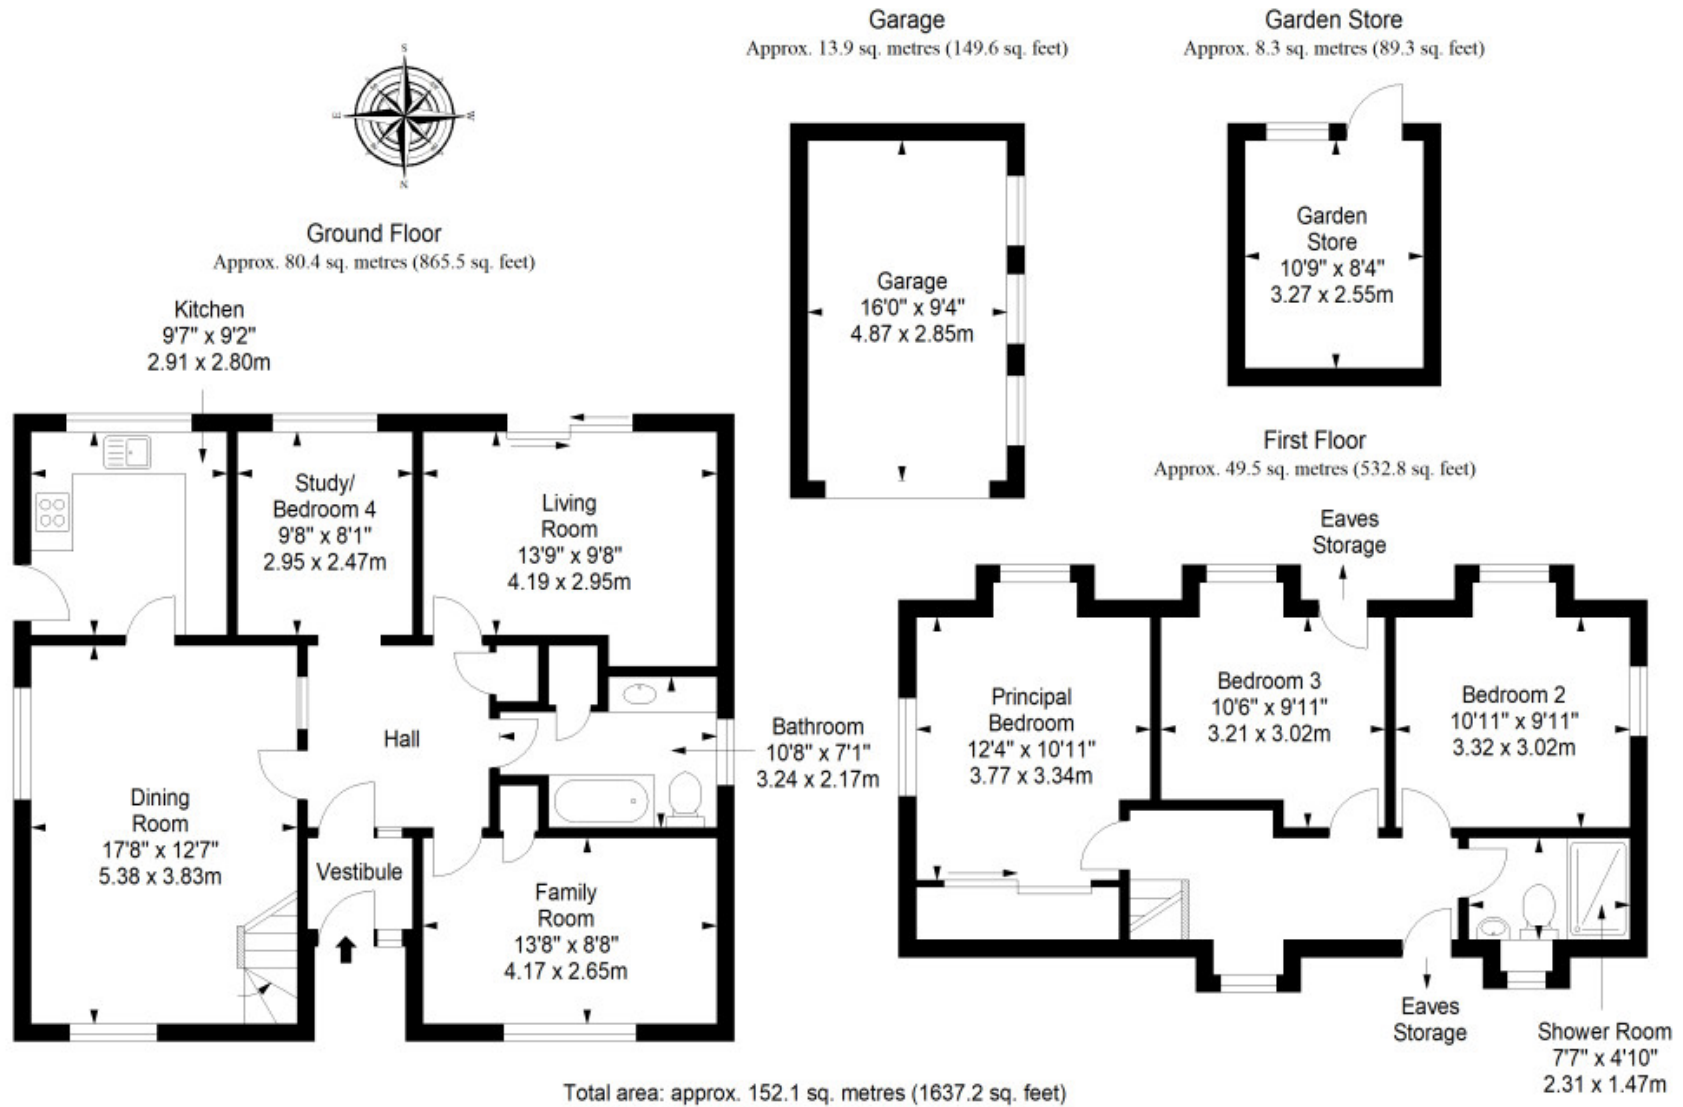 Garage
Approx. 13.9 sq. metres (149.6 sq. feet)
Garden Store
Approx. 8.3 sq. metres (89.3 sq. feet)
S
E
W
N
Ground Floor
Approx. 80.4 sq. metres (865.5 sq. feet)
Kitchen
9'7" x 9'2"
2.91 x 2.80m
Study/
Bedroom 4
9'8" x 8'1"
2.95 x 2.47m
Living
Room
13'9" x 9'8"
4.19 x 2.95m
Hall
Bathroom
10'8" x 7'1"
3.24 x 2.17m
Dining
Room
17'8" x 12'7"
5.38 x 3.83m
Vestibule
Family
Room
13'8" x 8'8"
4.17 x 2.65m
Garage
16'0" x 9'4"
4.87 x 2.85m
Garden
Store
10'9" x 8'4"
3.27 x 2.55m
First Floor
Approx. 49.5 sq. metres (532.8 sq. feet)
Eaves
Storage
Principal
Bedroom
12'4" x 10'11"
3.77 x 3.34m
Bedroom 3
10'6" x 9'11"
3.21 x 3.02m
Bedroom 2
10'11" x 9'11"
3.32 x 3.02m
Eaves
Storage
Shower Room
7'7" x 4'10"
2.31 x 1.47m
Total area: approx. 152.1 sq. metres (1637.2 sq. feet)